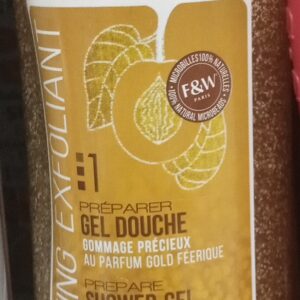 ING EXFOLIANT
MICROBILLES 100% NATURELLES
F&W
PARIS
100% NATURAL MICROBEADS
1
PRÉPARER
GEL DOUCHE
GOMMAGE PRÉCIEUX
AU PARFUM GOLD FÉERIQUE
PREPARE
SHOWER GEL